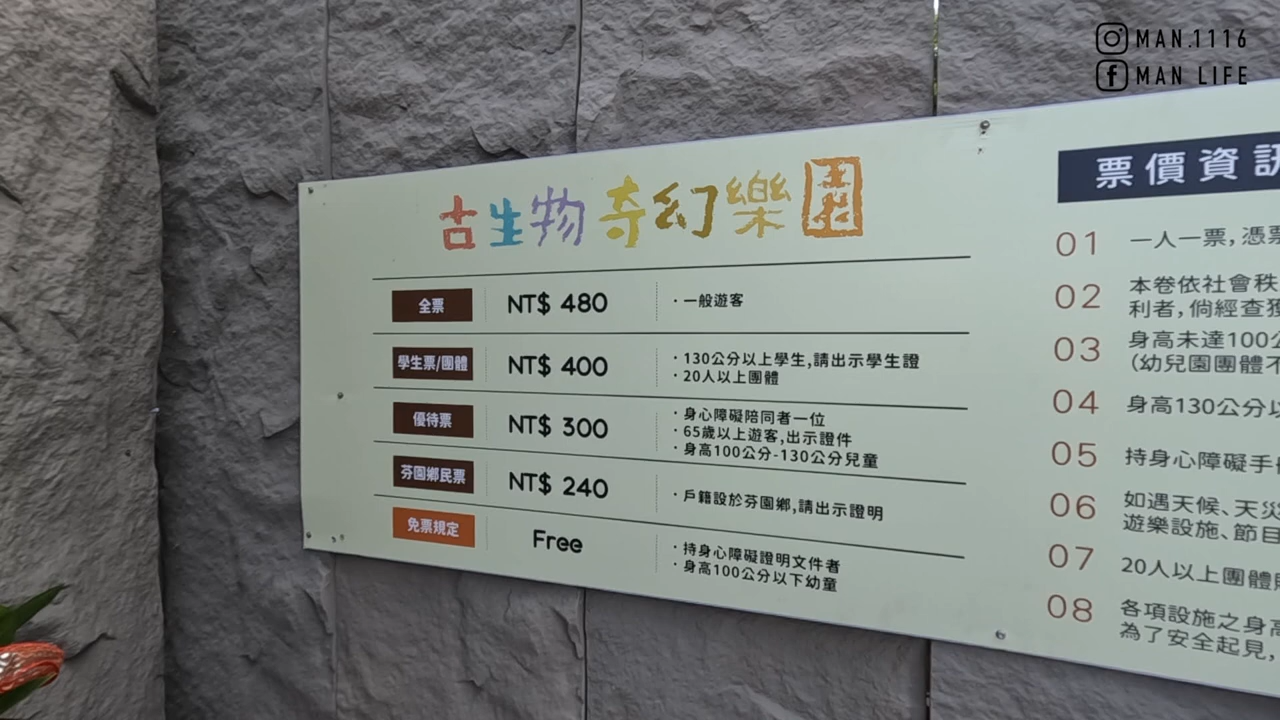 MAN.1116
MAN LIFE
古生物奇幻樂園
全票 NT$ 480 ・一般遊客
學生票/團體 NT$ 400 ・130公分以上學生,請出示學生證
・20人以上團體
優待票 NT$ 300 ・身心障礙陪同者一位
・65歲以上遊客,出示證件
・身高100公分-130公分兒童
芬園鄉民票 NT$ 240 ・戶籍設於芬園鄉,請出示證明
免票規定 Free ・持身心障礙證明文件者
・身高100公分以下幼童
票價資訊
01 一人一票,憑票
02 本卷依社會秩
利者,倘經查獲
03 身高未達100公
(幼兒園團體不
04 身高130公分以
05 持身心障礙手冊
06 如遇天候、天災
遊樂設施、節目
07 20人以上團體
08 各項設施之身高
為了安全起見,